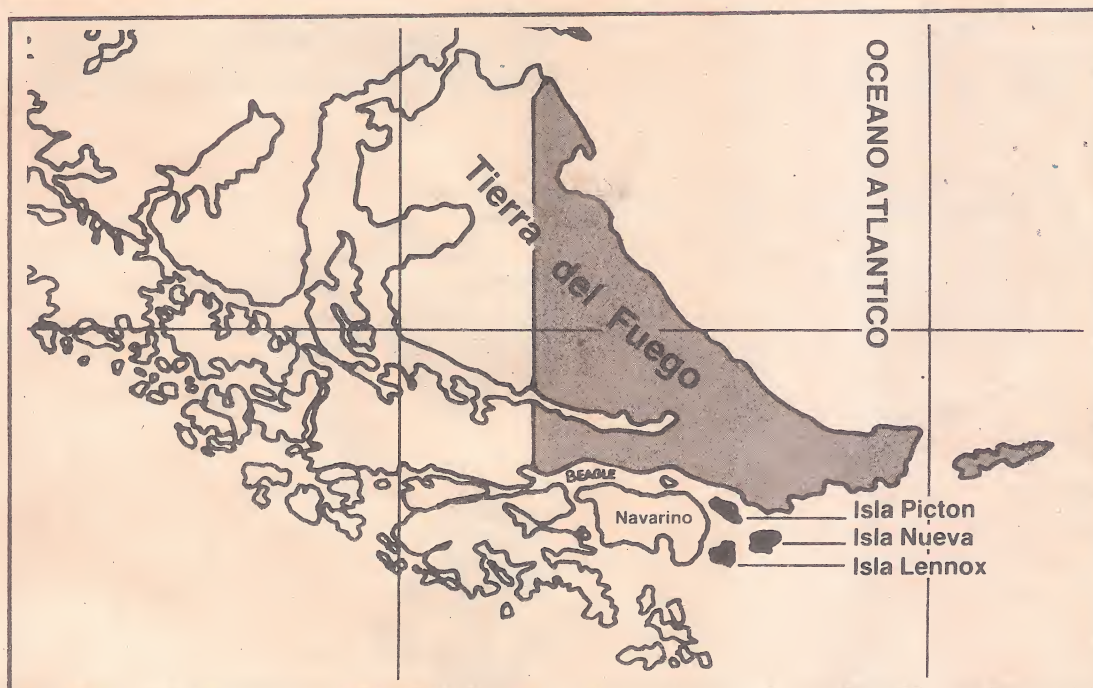 OCEANO ATLANTICO
Tierra
del Fuego
BEAGLE
Navarino
Isla Picton
Isla Nueva
Isla Lennox